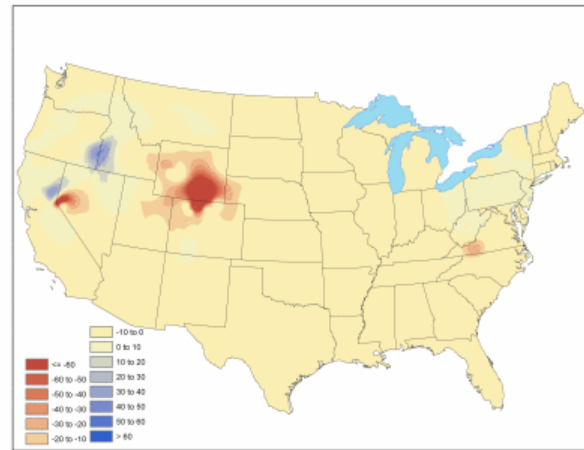 <= -60
-60 to -50
-50 to -40
-40 to -30
-30 to -20
-20 to -10
-10 to 0
0 to 10
10 to 20
20 to 30
30 to 40
40 to 50
50 to 60
> 60